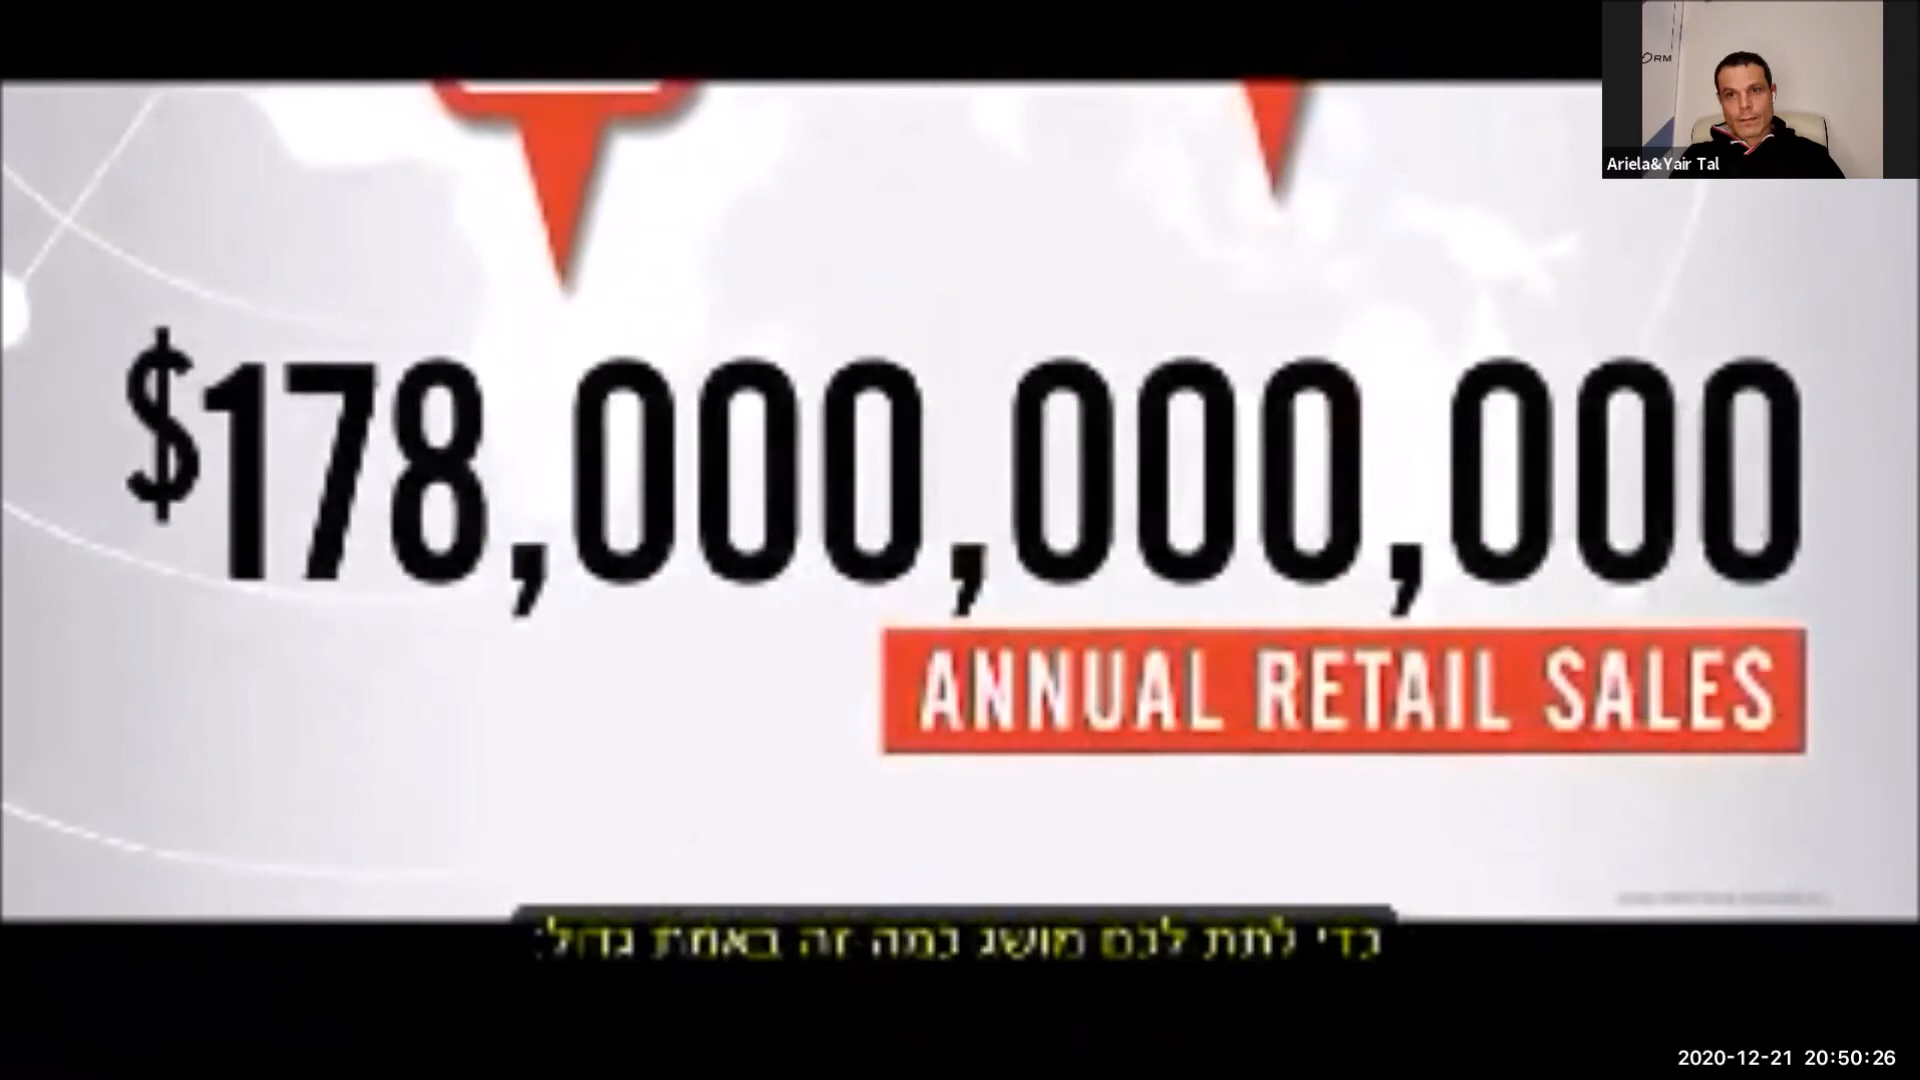 ORM
Ariela&Yair Tal
$178,000,000,000
ANNUAL RETAIL SALES
כדי לתת לכם מושג כמה זה באמת גדול:
2020-12-21 20:50:26